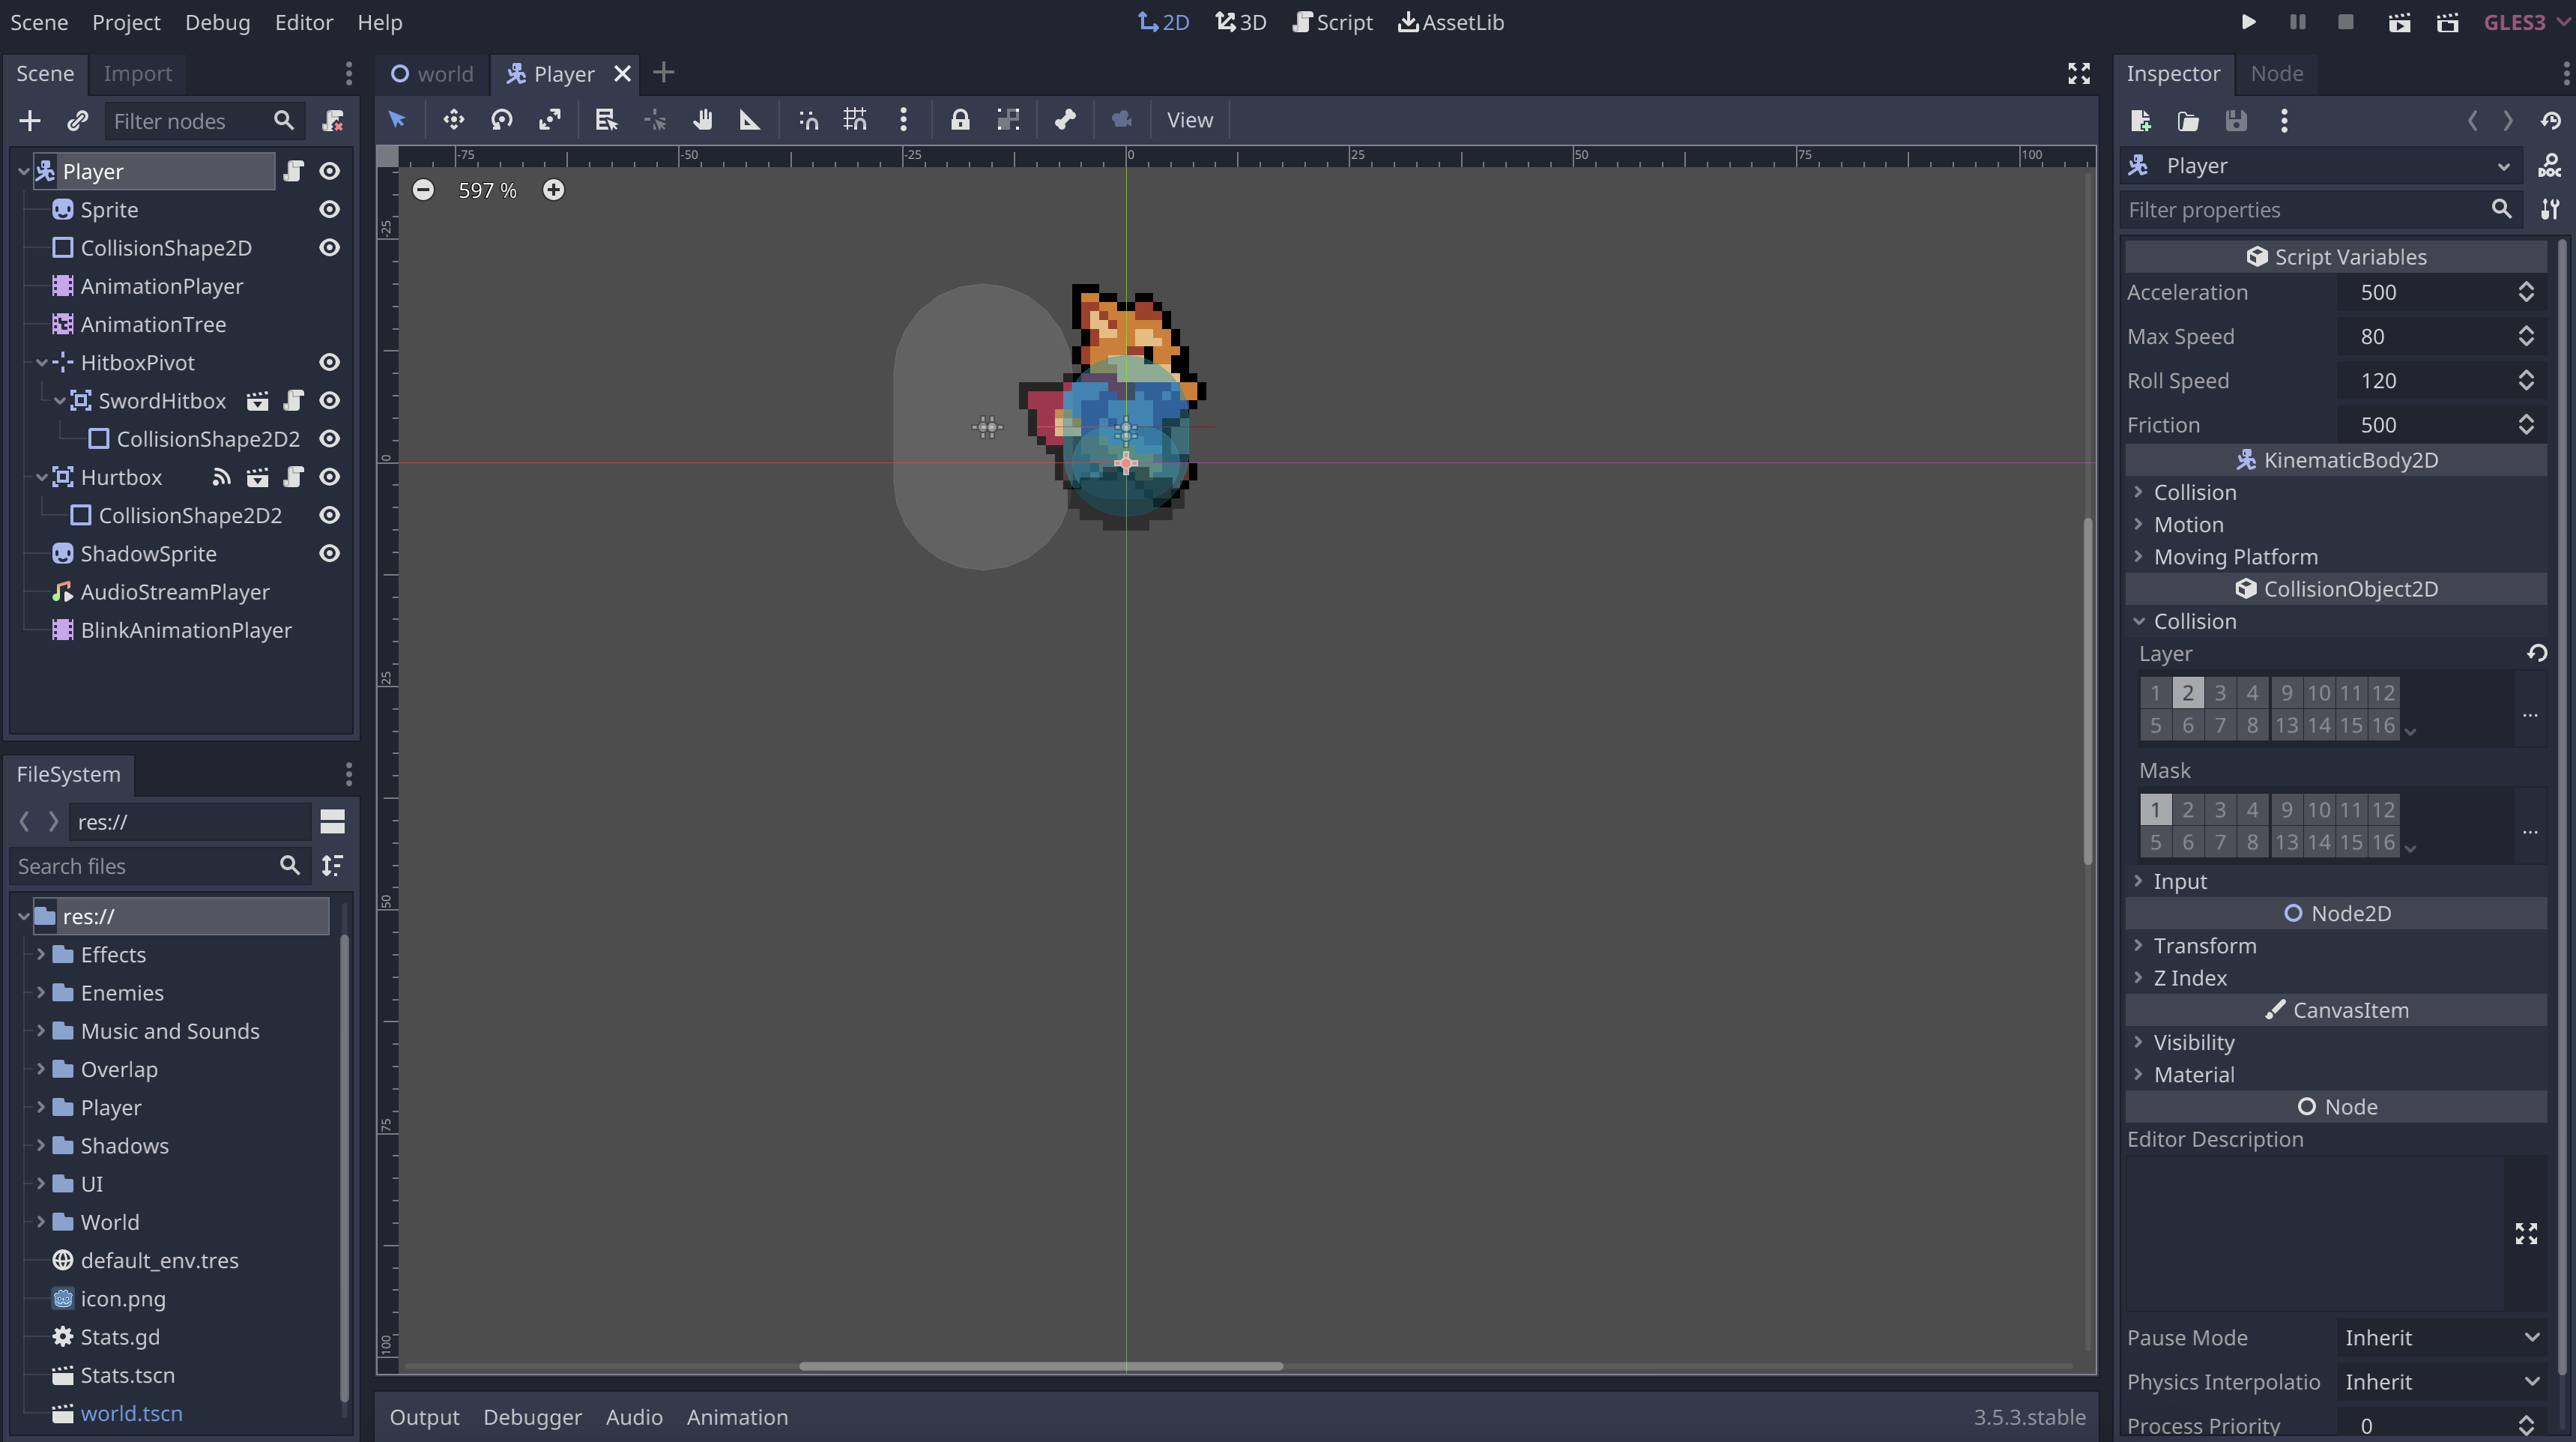 Scene Project Debug Editor Help 2D 3D Script AssetLib GLES3
Scene Import
Filter nodes
Player
Sprite
CollisionShape2D
AnimationPlayer
AnimationTree
HitboxPivot
SwordHitbox
CollisionShape2D2
Hurtbox
CollisionShape2D2
ShadowSprite
AudioStreamPlayer
BlinkAnimationPlayer
FileSystem
res://
Search files
res://
Effects
Enemies
Music and Sounds
Overlap
Player
Shadows
UI
World
default_env.tres
icon.png
Stats.gd
Stats.tscn
world.tscn
world Player
View
-75 -50 -25 0 25 50 75 100
597 %
-25
0
25
50
75
100
Output Debugger Audio Animation 3.5.3.stable
Inspector Node
Player DOC
Filter properties
Script Variables
Acceleration 500
Max Speed 80
Roll Speed 120
Friction 500
KinematicBody2D
Collision
Motion
Moving Platform
CollisionObject2D
Collision
Layer
1 2 3 4 9 10 11 12
5 6 7 8 13 14 15 16
...
Mask
1 2 3 4 9 10 11 12
5 6 7 8 13 14 15 16
...
Input
Node2D
Transform
Z Index
CanvasItem
Visibility
Material
Node
Editor Description
Pause Mode Inherit
Physics Interpolatio Inherit
Process Priority 0